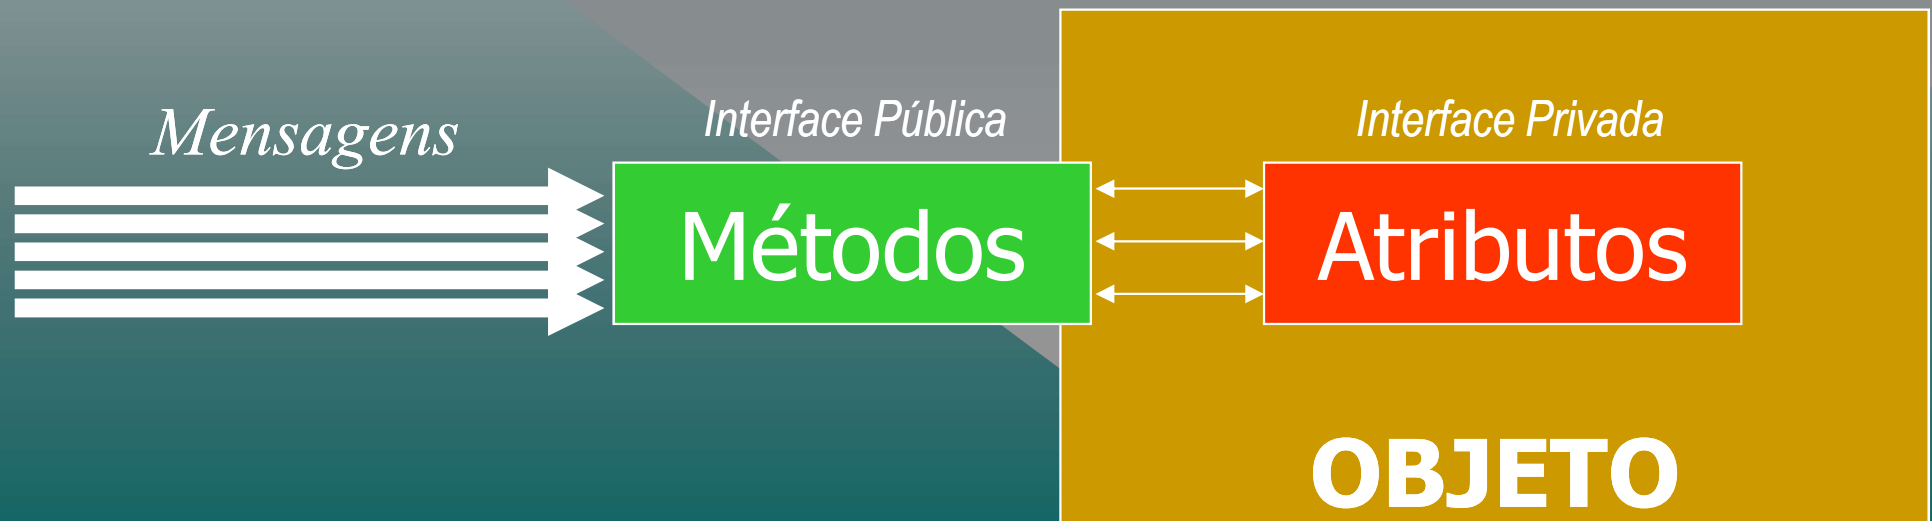 Mensagens
Interface Pública
Interface Privada
Métodos
Atributos
OBJETO